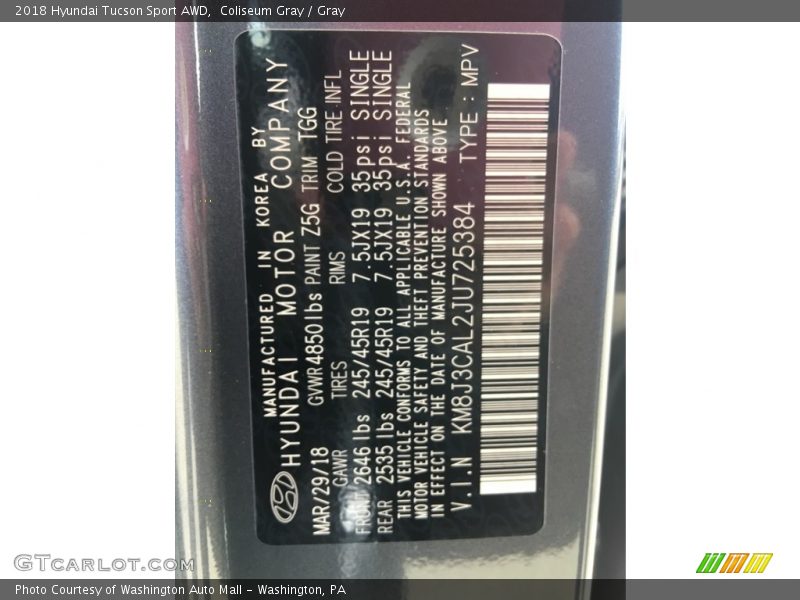 2018 Hyundai Tucson Sport AWD, Coliseum Gray / Gray
MANUFACTURED IN KOREA BY
HYUNDAI MOTOR COMPANY
MAR/29/18 GVWR 4850lbs PAINT Z5G TRIM TGG
GAWR TIRES RIMS COLD TIRE INFL
FRONT 2646 lbs 245/45R19 7.5JX19 35psi SINGLE
REAR 2535 lbs 245/45R19 7.5JX19 35psi SINGLE
THIS VEHICLE CONFORMS TO ALL APPLICABLE U.S.A. FEDERAL
MOTOR VEHICLE SAFETY AND THEFT PREVENTION STANDARDS
IN EFFECT ON THE DATE OF MANUFACTURE SHOWN ABOVE.
V.I.N KM8J3CAL2JU725384 TYPE : MPV
GTCarLot.com
Photo Courtesy of Washington Auto Mall - Washington, PA